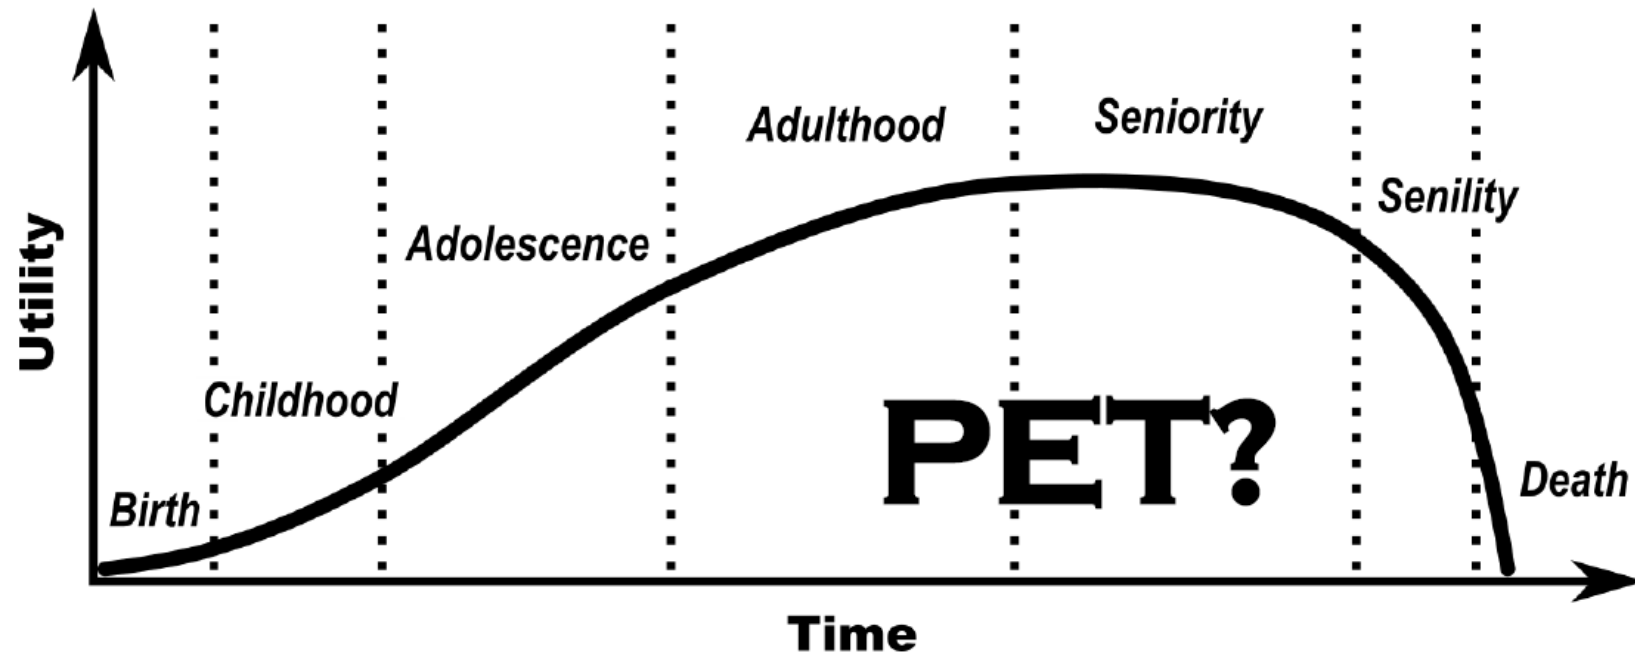 Utility
Birth
Childhood
Adolescence
Adulthood
Seniority
Senility
Death
PET?
Time